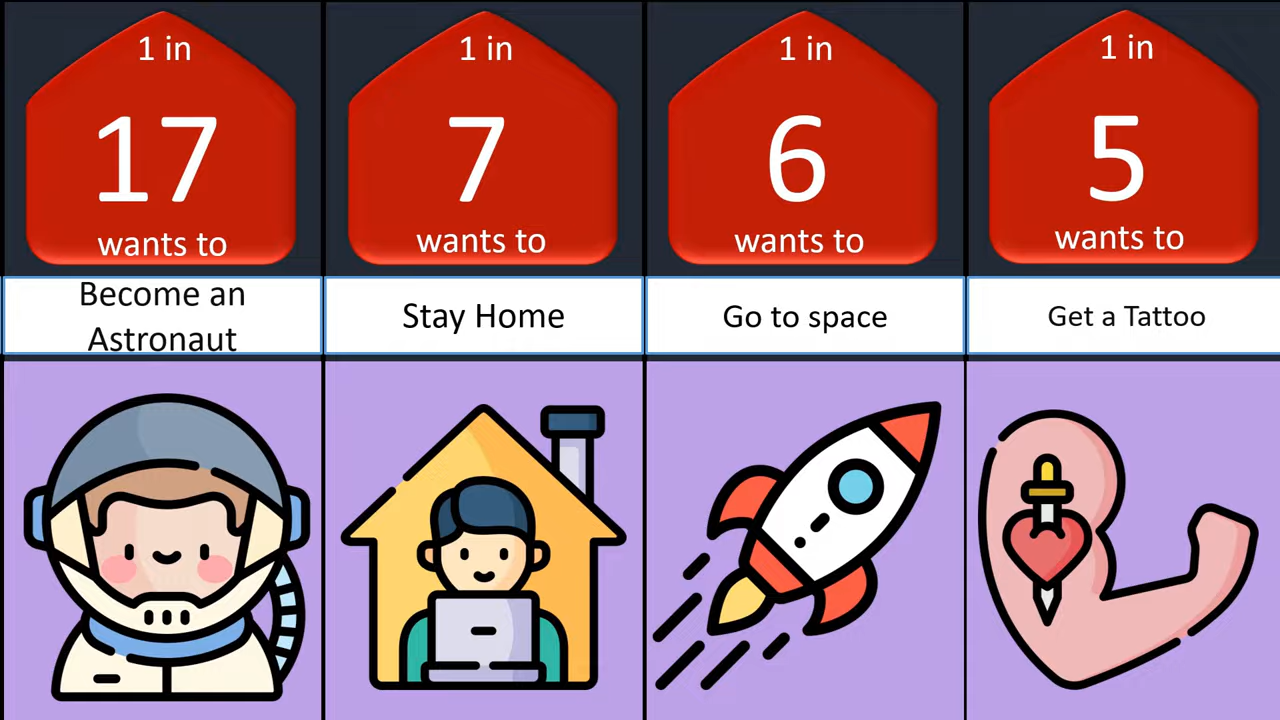 1 in
17
wants to
Become an
Astronaut
1 in
7
wants to
Stay Home
1 in
6
wants to
Go to space
1 in
5
wants to
Get a Tattoo